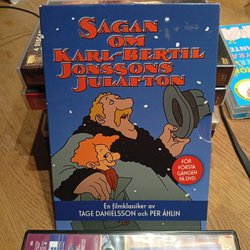 SAGAN
OM
KARL-BERTIL
JONSSONS
JULAFTON
FÖR
FÖRSTA
GÅNGEN
PÅ DVD
En filmklassiker av
TAGE DANIELSSON och PER ÅHLIN